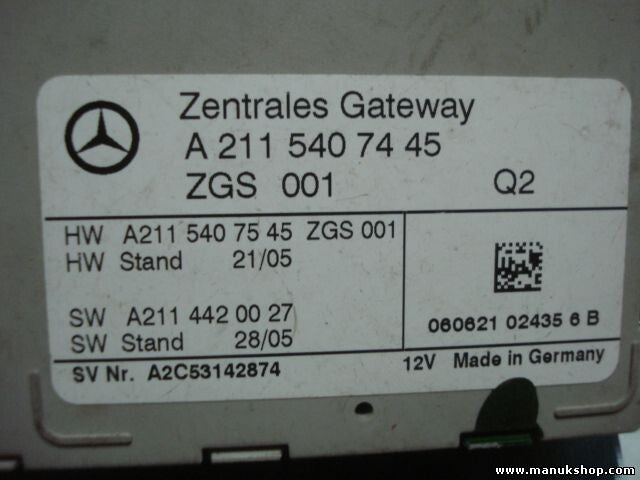 Zentrales Gateway
A 211 540 74 45
ZGS 001 Q2
HW A211 540 75 45 ZGS 001
HW Stand 21/05
SW A211 442 00 27
SW Stand 28/05
060621 02435 6 B
SV Nr. A2C53142874 12V Made in Germany
www.manukshop.com